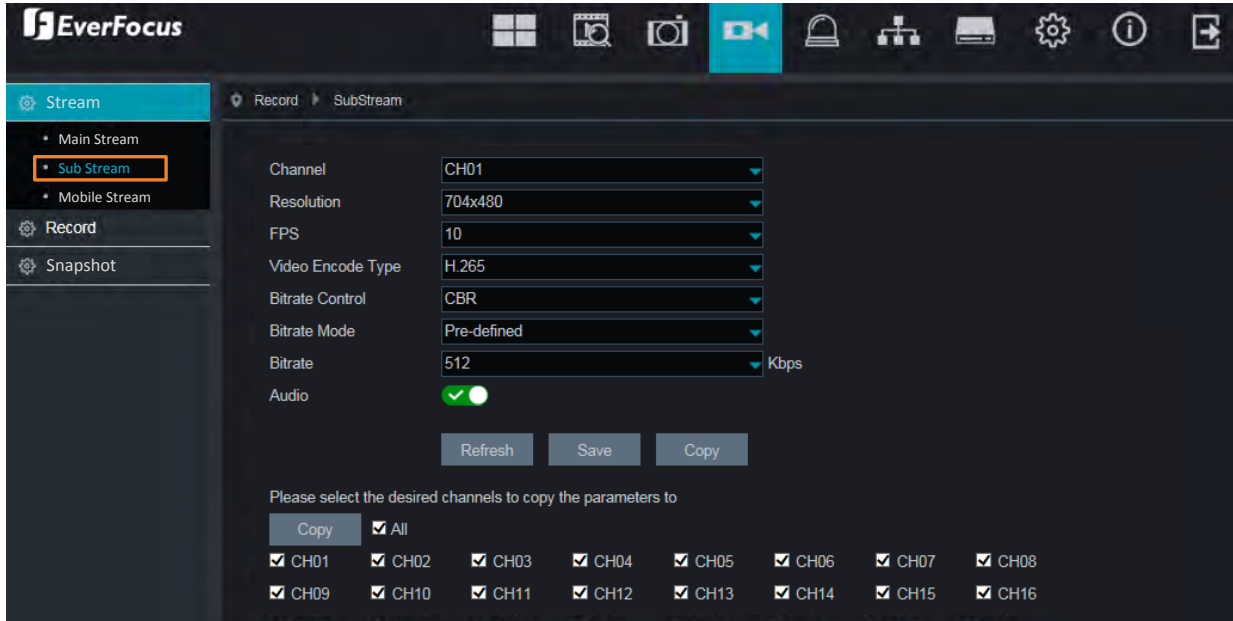 EverFocus
Stream
Main Stream
Sub Stream
Mobile Stream
Record
Snapshot
Record SubStream
Channel CH01
Resolution 704x480
FPS 10
Video Encode Type H.265
Bitrate Control CBR
Bitrate Mode Pre-defined
Bitrate 512 Kbps
Audio
Refresh Save Copy
Please select the desired channels to copy the parameters to
Copy All
CH01 CH02 CH03 CH04 CH05 CH06 CH07 CH08
CH09 CH10 CH11 CH12 CH13 CH14 CH15 CH16